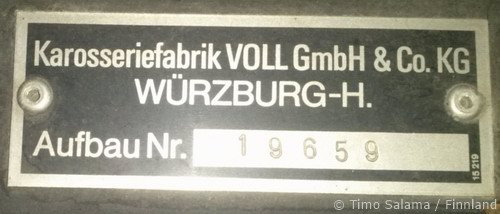 Karosseriefabrik VOLL GmbH & Co. KG
WÜRZBURG-H.
Aufbau Nr. 19659
15 219
© Timo Salama / Finnland